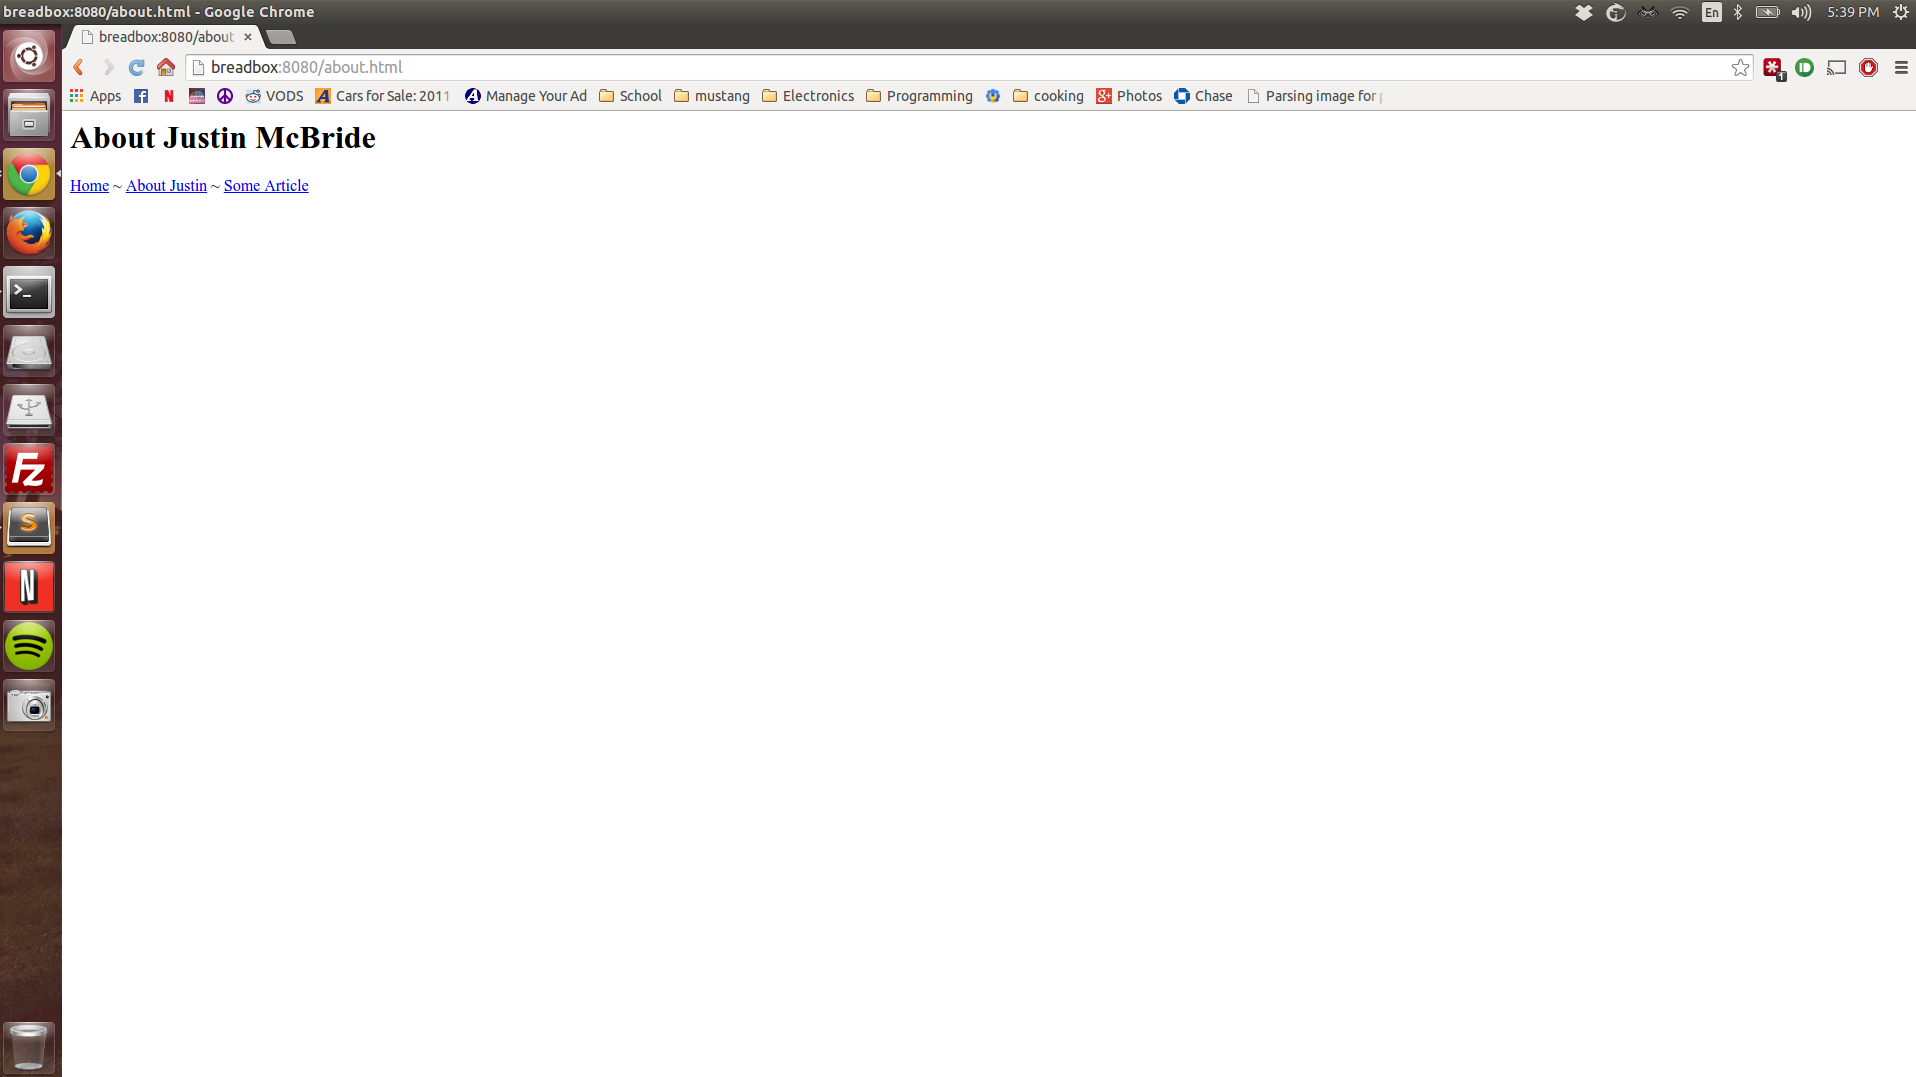 breadbox:8080/about.html - Google Chrome
En
5:39 PM
breadbox:8080/about
breadbox:8080/about.html
1
Apps
VODS
Cars for Sale: 2011
Manage Your Ad
School
mustang
Electronics
Programming
cooking
Photos
Chase
Parsing image for
About Justin McBride
Home ~ About Justin ~ Some Article